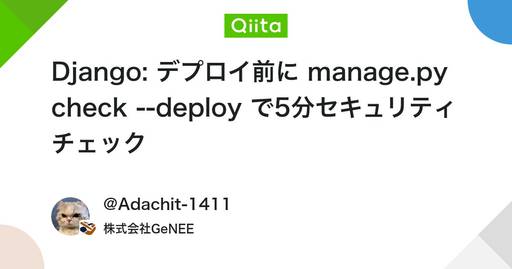 Qiita
Django: デプロイ前に manage.py
check --deploy で5分セキュリティ
チェック
@Adachit-1411
株式会社GeNEE